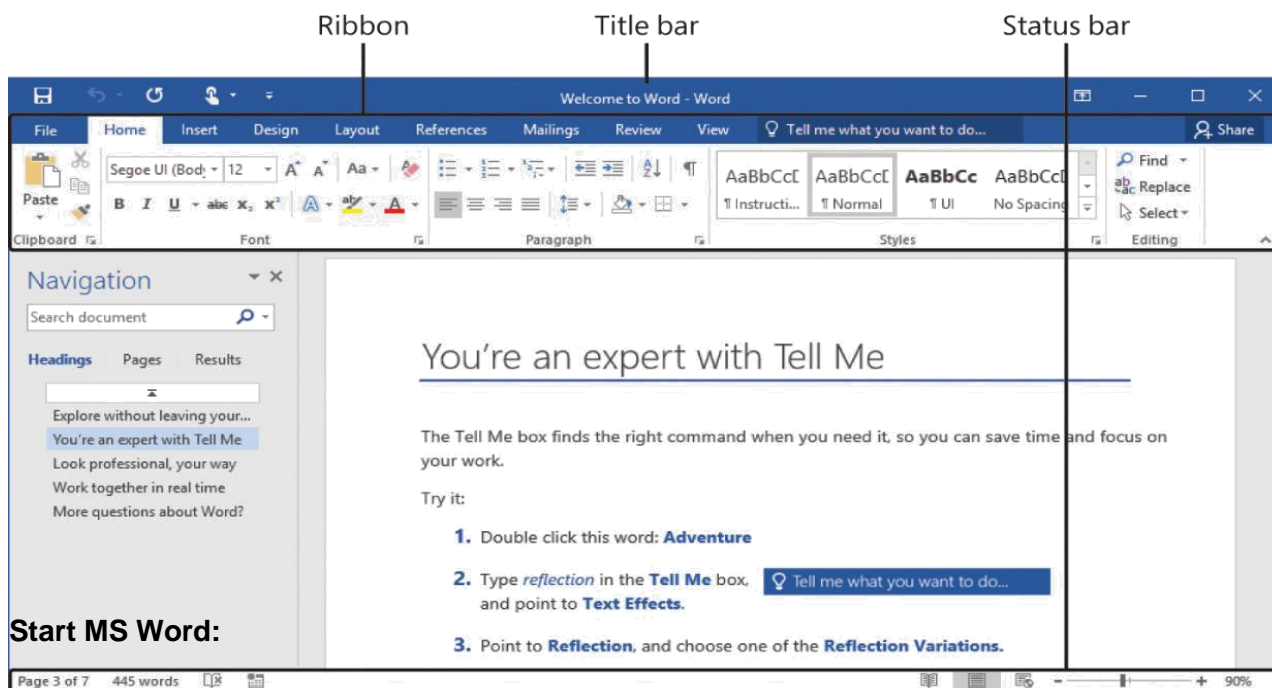 Ribbon Title bar Status bar
Welcome to Word - Word
File Home Insert Design Layout References Mailings Review View Tell me what you want to do... Share
Segoe UI (Body 12 A A Aa Find
Paste B I U abc X₂ X² A ab A AaBbCcD AaBbCcD AaBbCc AaBbCcD Replace
¶ Instructi... ¶ Normal ¶ UI No Spacing Select
Clipboard Font Paragraph Styles Editing
Navigation
Search document
Headings Pages Results
Explore without leaving your...
You're an expert with Tell Me
Look professional, your way
Work together in real time
More questions about Word?
You're an expert with Tell Me
The Tell Me box finds the right command when you need it, so you can save time and focus on
your work.
Try it:
1. Double click this word: Adventure
2. Type reflection in the Tell Me box, Tell me what you want to do...
and point to Text Effects.
Start MS Word:
3. Point to Reflection, and choose one of the Reflection Variations.
Page 3 of 7 445 words 90%